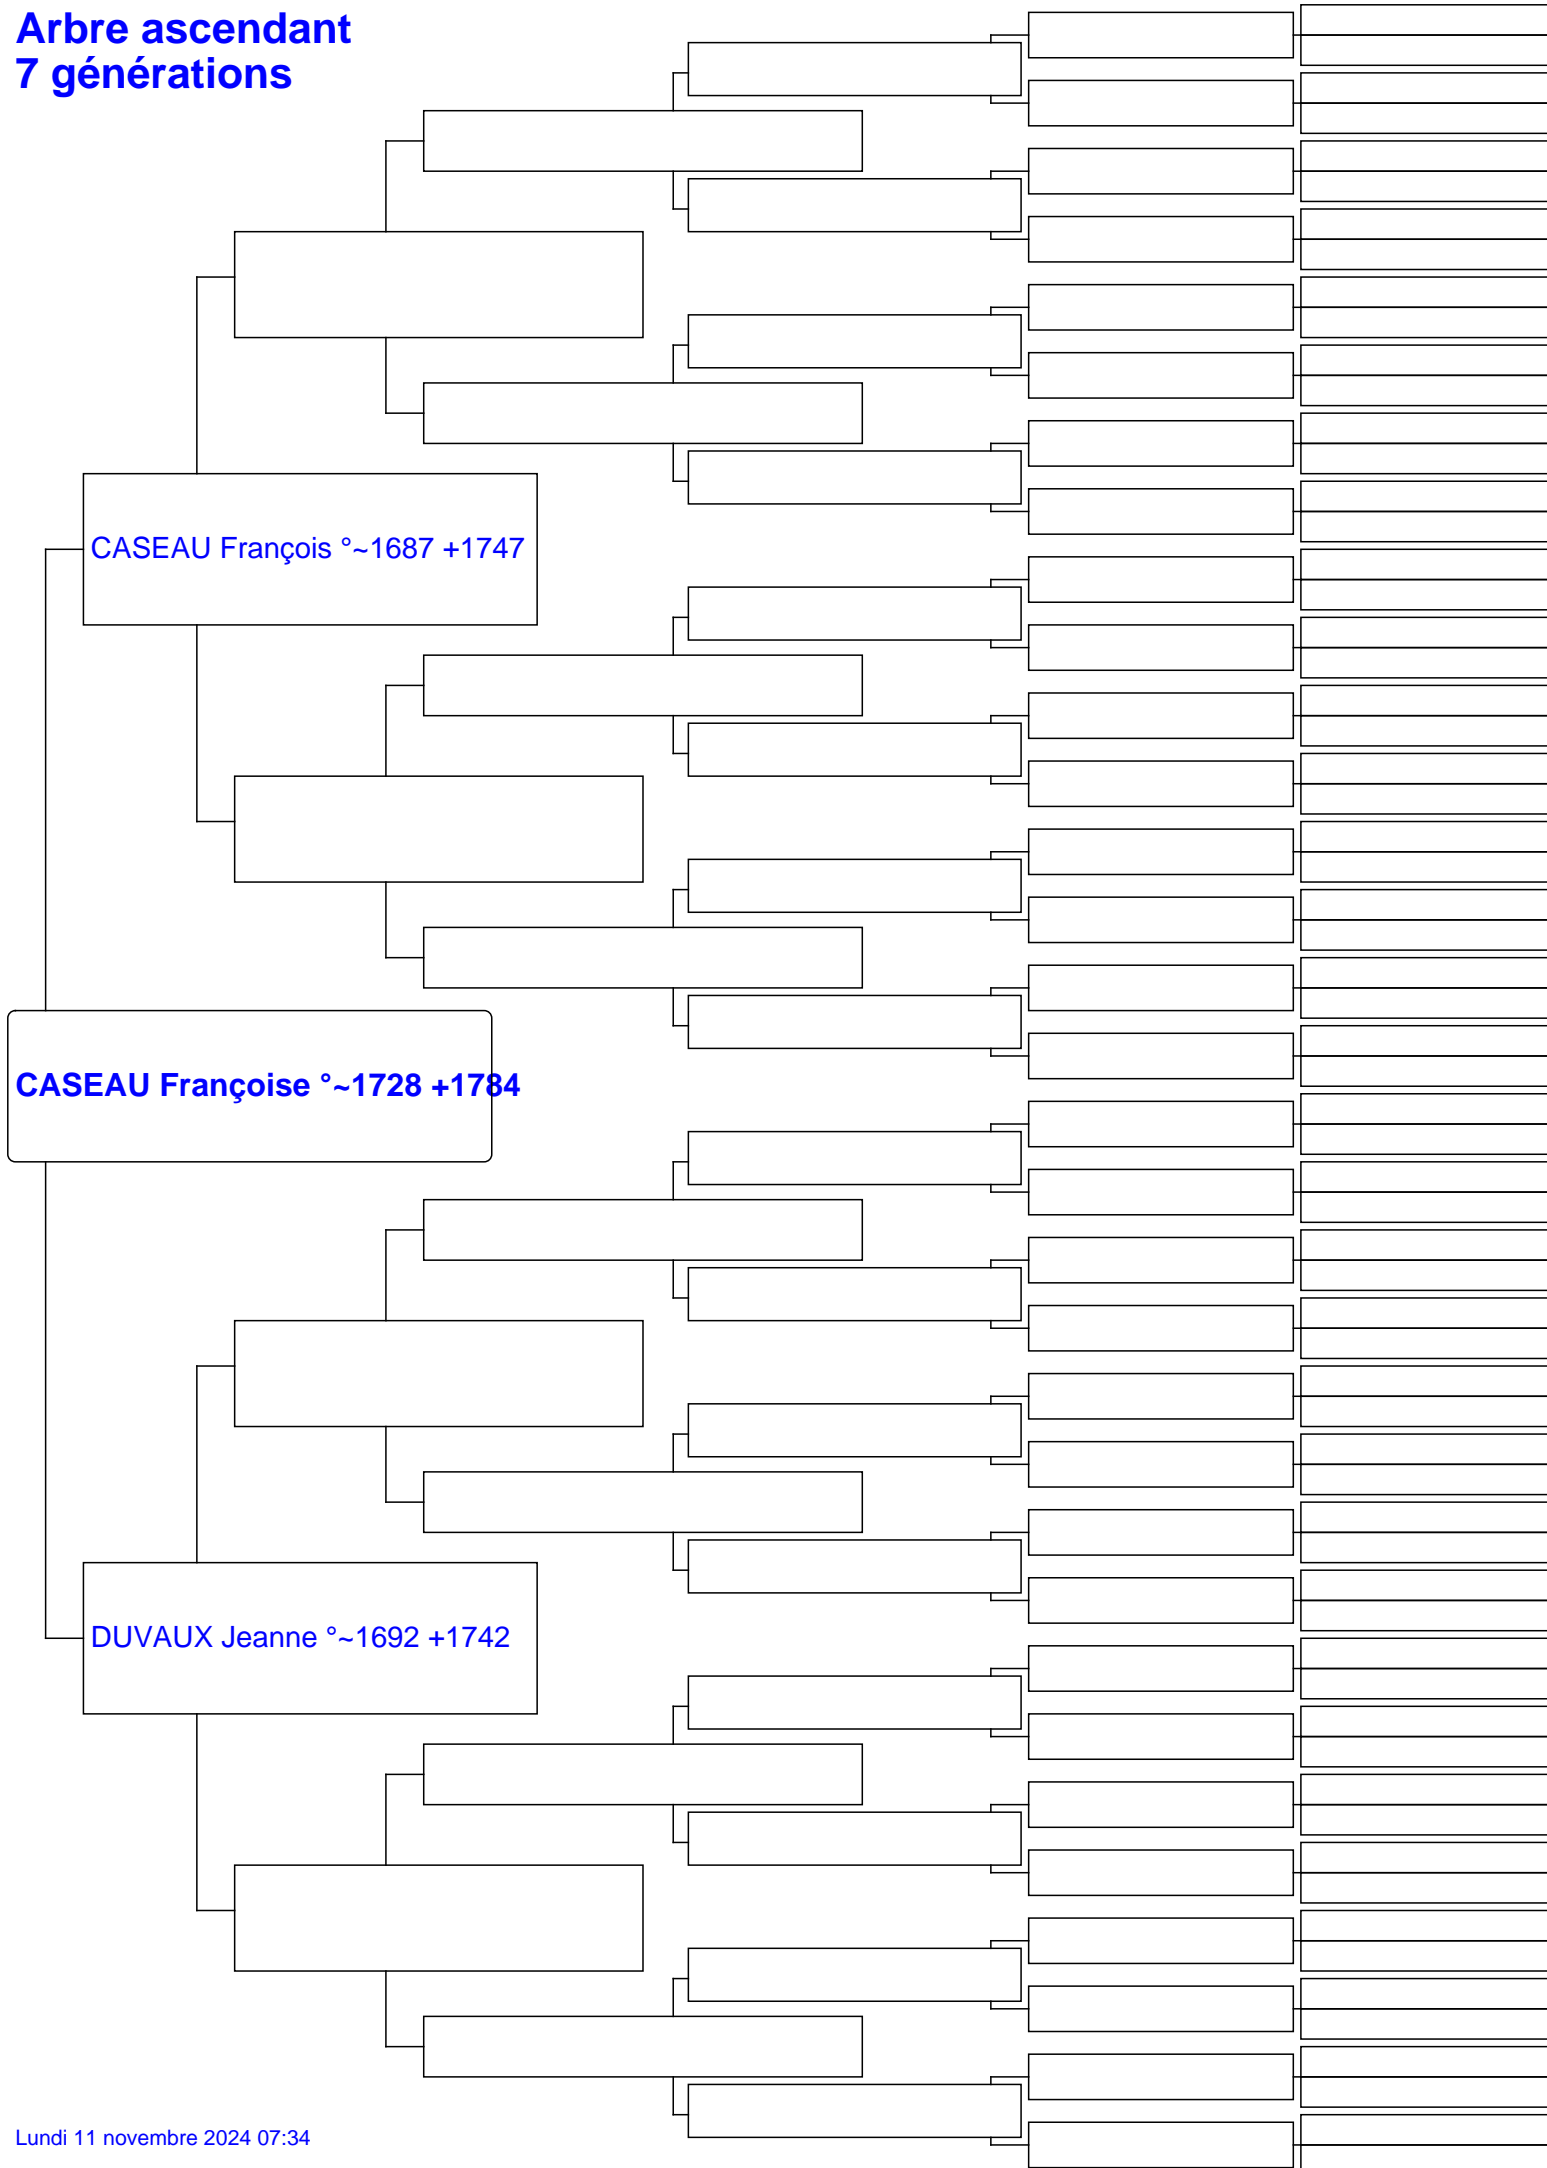 Arbre ascendant
7 générations
CASEAU François °~1687 +1747
CASEAU Françoise °~1728 +1784
DUVAUX Jeanne °~1692 +1742
Lundi 11 novembre 2024 07:34